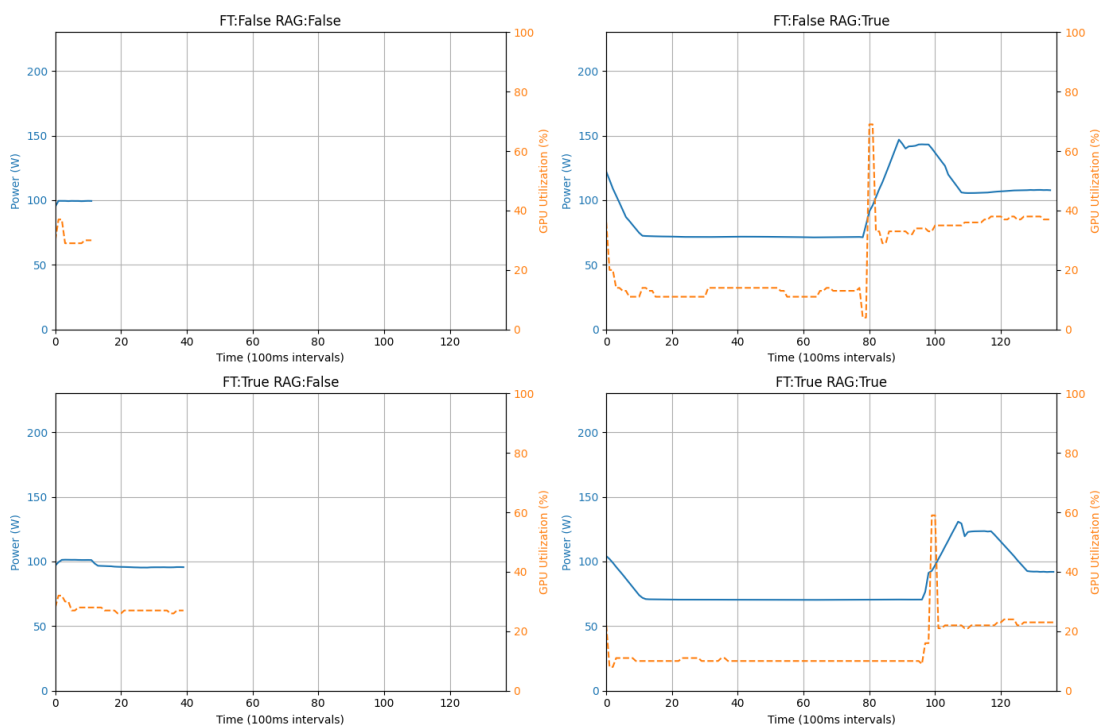 FT:False RAG:False
Power (W)
200
150
100
50
0
100
80
60
40
20
0
GPU Utilization (%)
0 20 40 60 80 100 120
Time (100ms intervals)
FT:False RAG:True
Power (W)
200
150
100
50
0
100
80
60
40
20
0
GPU Utilization (%)
0 20 40 60 80 100 120
Time (100ms intervals)
FT:True RAG:False
Power (W)
200
150
100
50
0
100
80
60
40
20
0
GPU Utilization (%)
0 20 40 60 80 100 120
Time (100ms intervals)
FT:True RAG:True
Power (W)
200
150
100
50
0
100
80
60
40
20
0
GPU Utilization (%)
0 20 40 60 80 100 120
Time (100ms intervals)